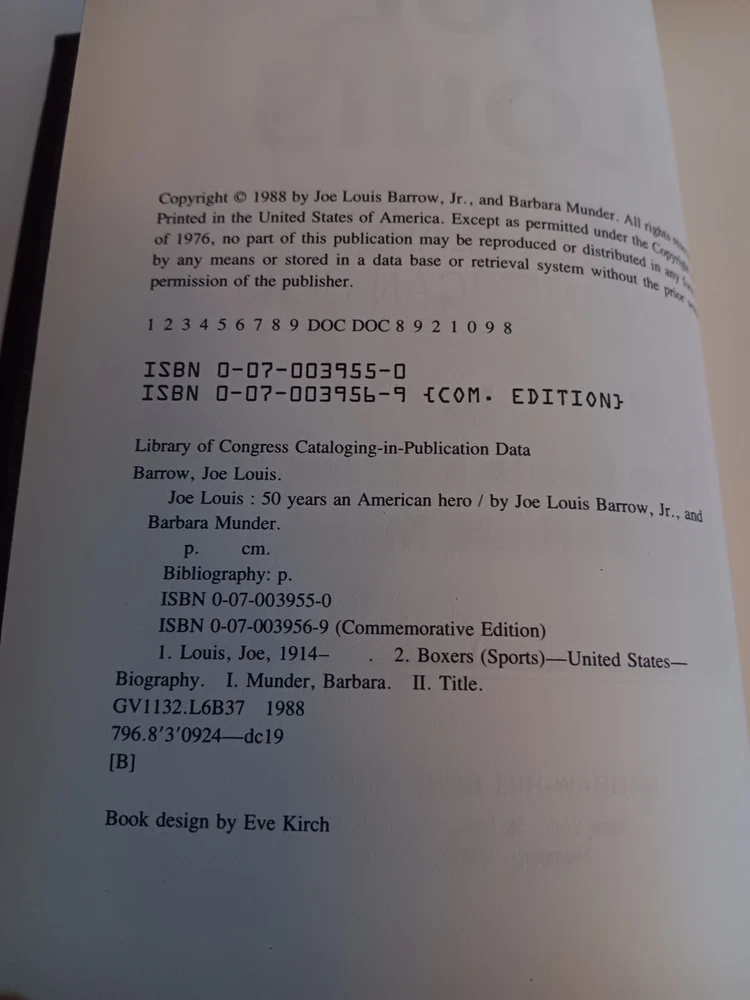 Copyright © 1988 by Joe Louis Barrow, Jr., and Barbara Munder. All rights
Printed in the United States of America. Except as permitted under the Copyright
of 1976, no part of this publication may be reproduced or distributed in any
by any means or stored in a data base or retrieval system without the prior
permission of the publisher.
1 2 3 4 5 6 7 8 9 DOC DOC 8 9 2 1 0 9 8
ISBN 0-07-003955-0
ISBN 0-07-003956-9 {COM. EDITION}
Library of Congress Cataloging-in-Publication Data
Barrow, Joe Louis.
Joe Louis : 50 years an American hero / by Joe Louis Barrow, Jr., and
Barbara Munder.
p. cm.
Bibliography: p.
ISBN 0-07-003955-0
ISBN 0-07-003956-9 (Commemorative Edition)
1. Louis, Joe, 1914– . 2. Boxers (Sports)—United States—
Biography. I. Munder, Barbara. II. Title.
GV1132.L6B37 1988
796.8′3′0924—dc19
[B]
Book design by Eve Kirch